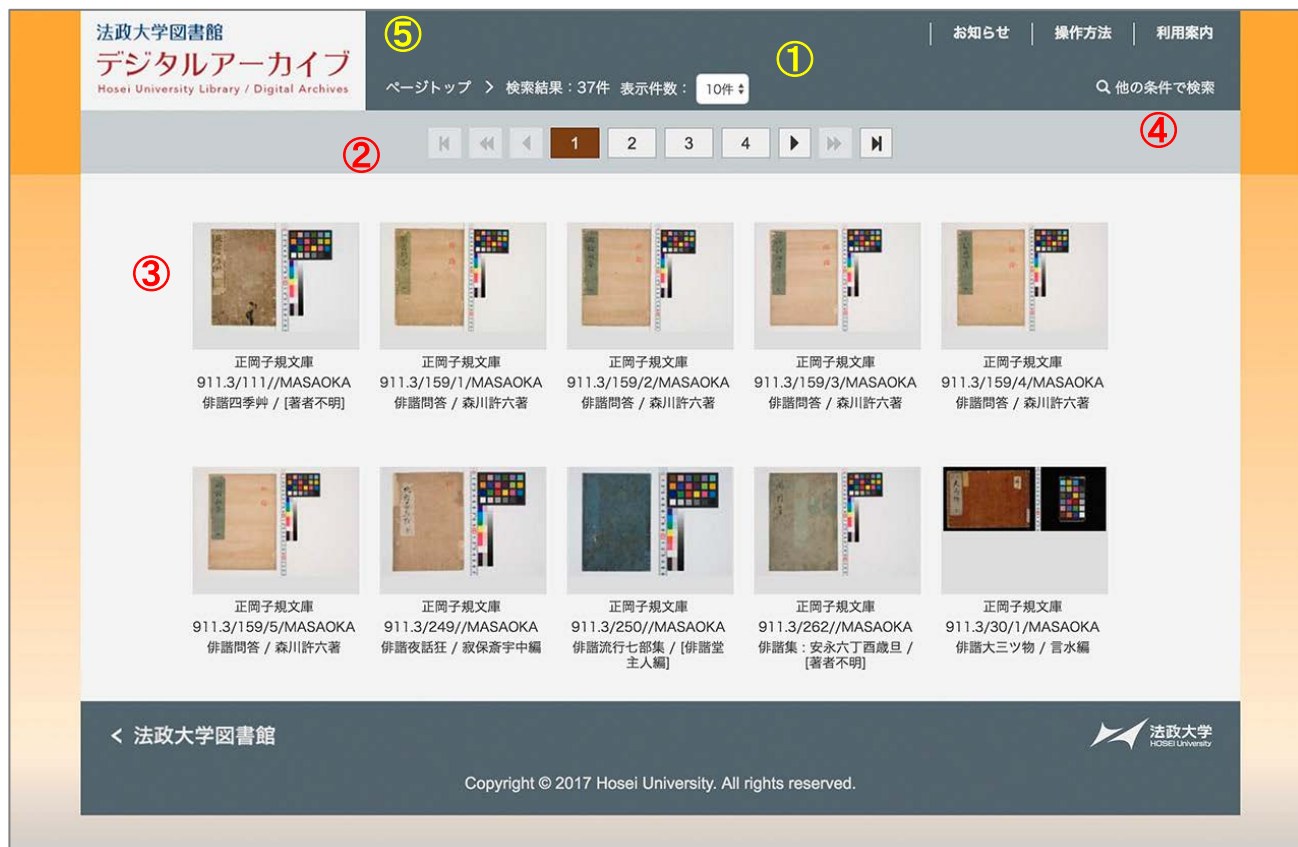 法政大学図書館
デジタルアーカイブ
Hosei University Library / Digital Archives
⑤
①
お知らせ
操作方法
利用案内
ページトップ > 検索結果：37件 表示件数： 10件
他の条件で検索
④
②
1 2 3 4
③
正岡子規文庫
911.3/111//MASAOKA
俳諧四季艸 / [著者不明]
正岡子規文庫
911.3/159/1/MASAOKA
俳諧問答 / 森川許六著
正岡子規文庫
911.3/159/2/MASAOKA
俳諧問答 / 森川許六著
正岡子規文庫
911.3/159/3/MASAOKA
俳諧問答 / 森川許六著
正岡子規文庫
911.3/159/4/MASAOKA
俳諧問答 / 森川許六著
正岡子規文庫
911.3/159/5/MASAOKA
俳諧問答 / 森川許六著
正岡子規文庫
911.3/249//MASAOKA
俳諧夜話狂 / 寂保斎宇中編
正岡子規文庫
911.3/250//MASAOKA
俳諧流行七部集 / [俳諧堂
主人編]
正岡子規文庫
911.3/262//MASAOKA
俳諧集 : 安永六丁酉歳旦 /
[著者不明]
正岡子規文庫
911.3/30/1/MASAOKA
俳諧大三ツ物 / 言水編
< 法政大学図書館
法政大学
HOSEI University
Copyright © 2017 Hosei University. All rights reserved.